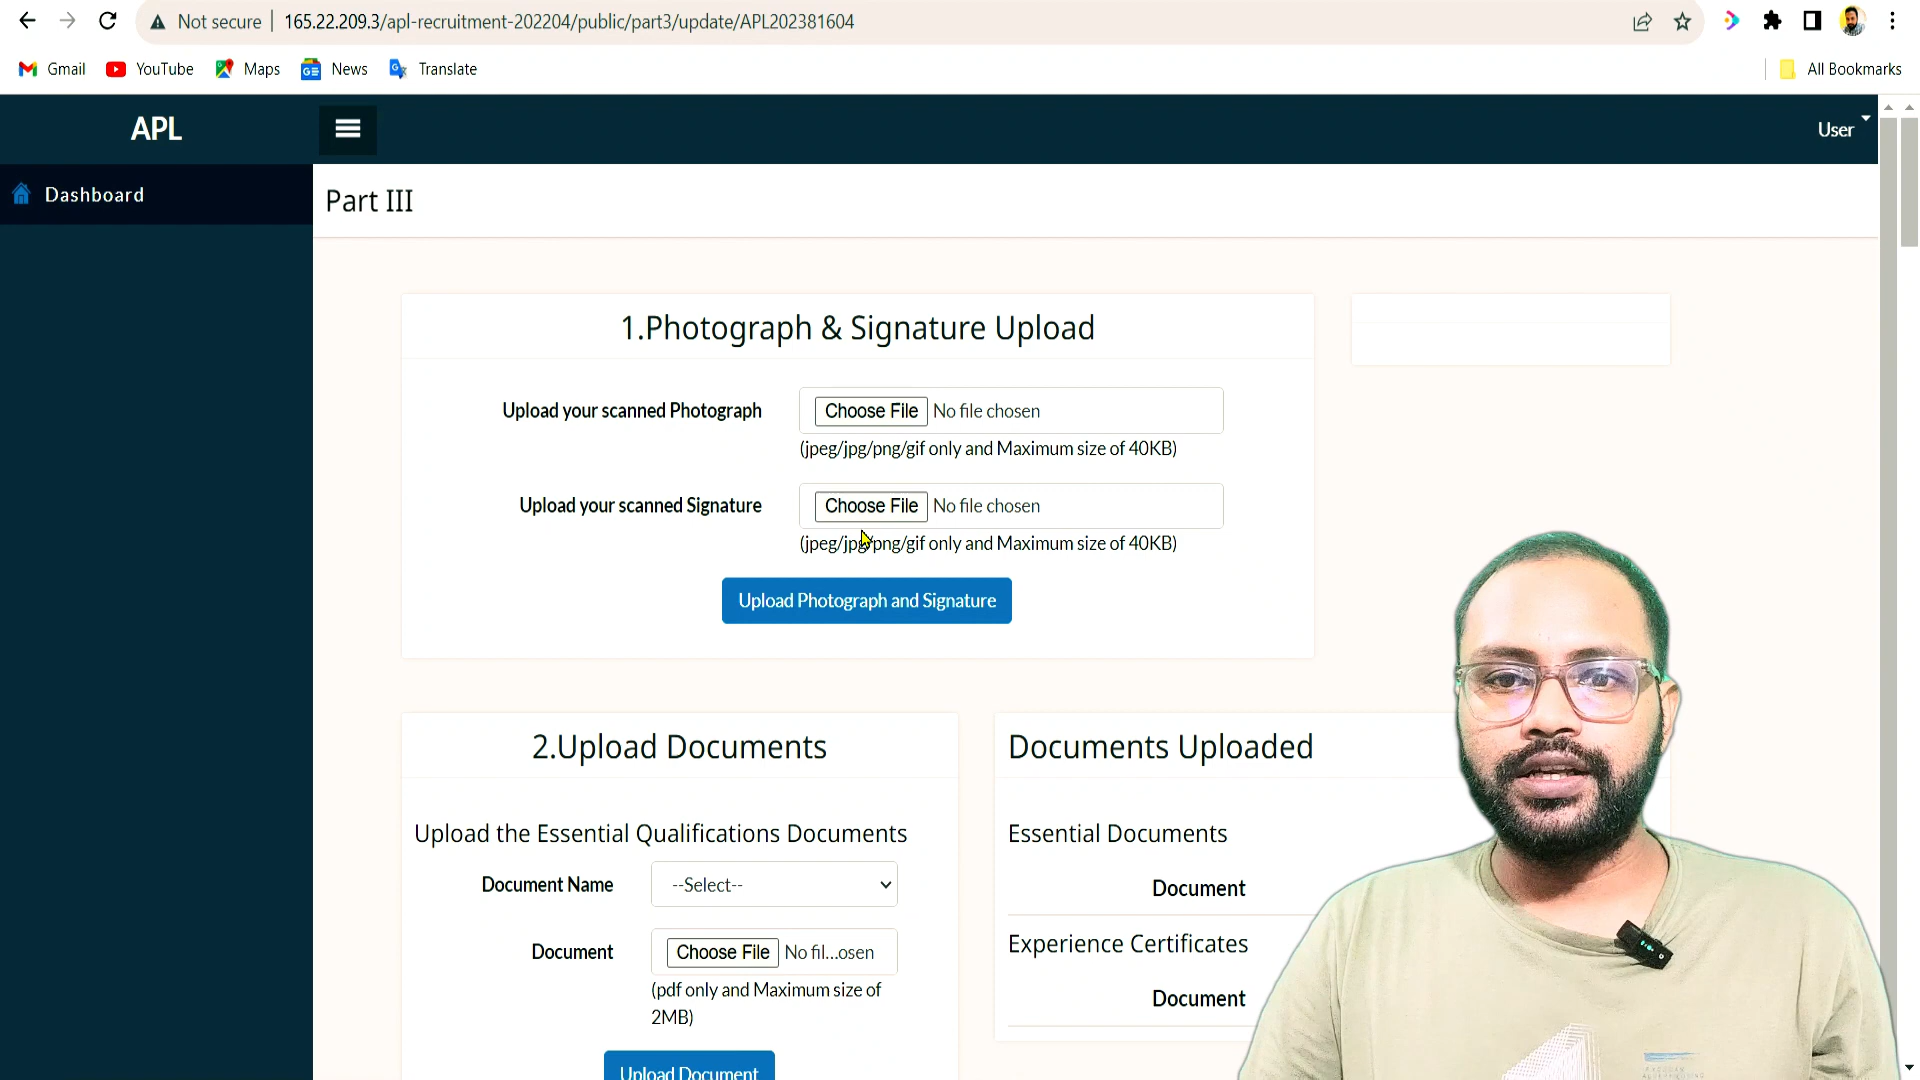 Not secure | 165.22.209.3/apl-recruitment-202204/public/part3/update/APL202381604
Gmail YouTube Maps News Translate All Bookmarks
APL User
Dashboard
Part III
1.Photograph & Signature Upload
Upload your scanned Photograph Choose File No file chosen
(jpeg/jpg/png/gif only and Maximum size of 40KB)
Upload your scanned Signature Choose File No file chosen
(jpeg/jpg/png/gif only and Maximum size of 40KB)
Upload Photograph and Signature
2.Upload Documents
Upload the Essential Qualifications Documents
Document Name --Select--
Document Choose File No fil...osen
(pdf only and Maximum size of
2MB)
Upload Document
Documents Uploaded
Essential Documents
Document
Experience Certificates
Document